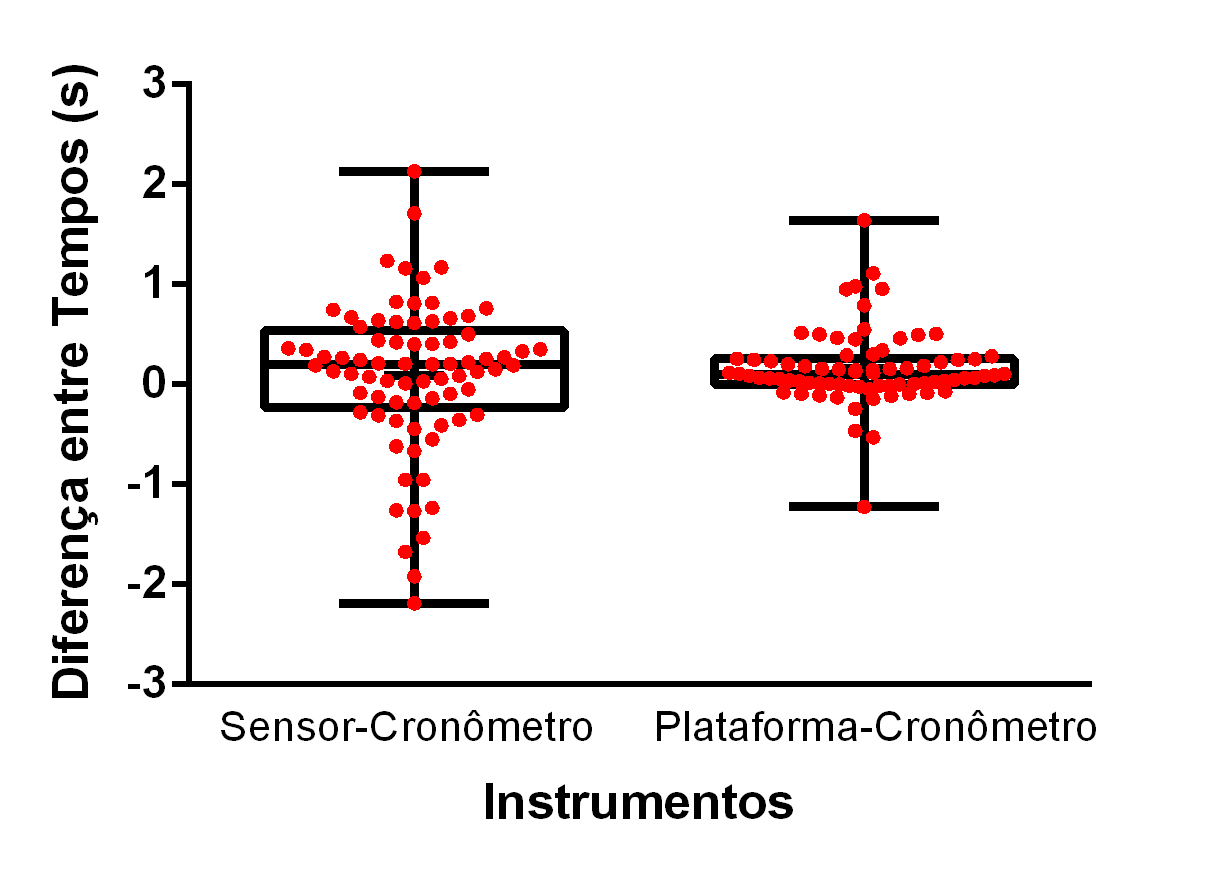 Diferença entre Tempos (s)
3
2
1
0
-1
-2
-3
Sensor-Cronômetro Plataforma-Cronômetro
Instrumentos